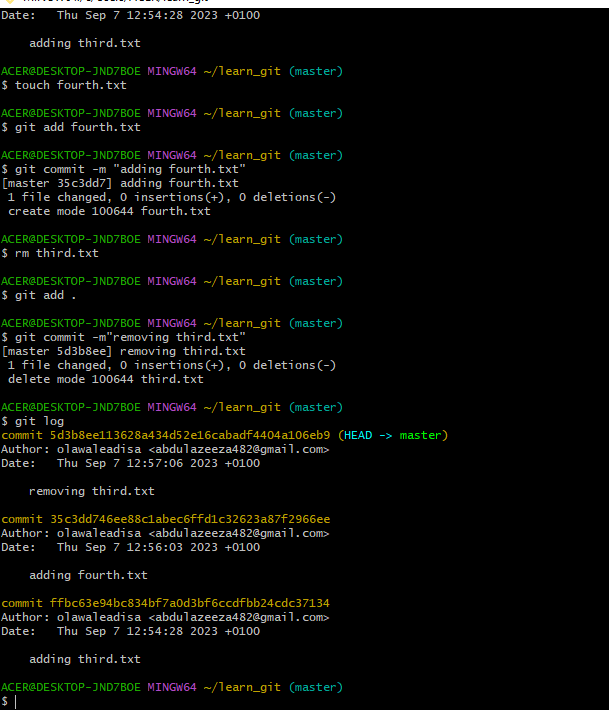 Date:   Thu Sep 7 12:54:28 2023 +0100
adding third.txt
ACER@DESKTOP-JND7BOE MINGW64 ~/learn_git (master)
$ touch fourth.txt
ACER@DESKTOP-JND7BOE MINGW64 ~/learn_git (master)
$ git add fourth.txt
ACER@DESKTOP-JND7BOE MINGW64 ~/learn_git (master)
$ git commit -m "adding fourth.txt"
[master 35c3dd7] adding fourth.txt
1 file changed, 0 insertions(+), 0 deletions(-)
create mode 100644 fourth.txt
ACER@DESKTOP-JND7BOE MINGW64 ~/learn_git (master)
$ rm third.txt
ACER@DESKTOP-JND7BOE MINGW64 ~/learn_git (master)
$ git add .
ACER@DESKTOP-JND7BOE MINGW64 ~/learn_git (master)
$ git commit -m"removing third.txt"
[master 5d3b8ee] removing third.txt
1 file changed, 0 insertions(+), 0 deletions(-)
delete mode 100644 third.txt
ACER@DESKTOP-JND7BOE MINGW64 ~/learn_git (master)
$ git log
commit 5d3b8ee113628a434d52e16cabadf4404a106eb9 (HEAD -> master)
Author: olawaleadisa <abdulazeeza482@gmail.com>
Date:   Thu Sep 7 12:57:06 2023 +0100
removing third.txt
commit 35c3dd746ee88c1abec6ffd1c32623a87f2966ee
Author: olawaleadisa <abdulazeeza482@gmail.com>
Date:   Thu Sep 7 12:56:03 2023 +0100
adding fourth.txt
commit ffbc63e94bc834bf7a0d3bf6ccdfbb24cdc37134
Author: olawaleadisa <abdulazeeza482@gmail.com>
Date:   Thu Sep 7 12:54:28 2023 +0100
adding third.txt
ACER@DESKTOP-JND7BOE MINGW64 ~/learn_git (master)
$